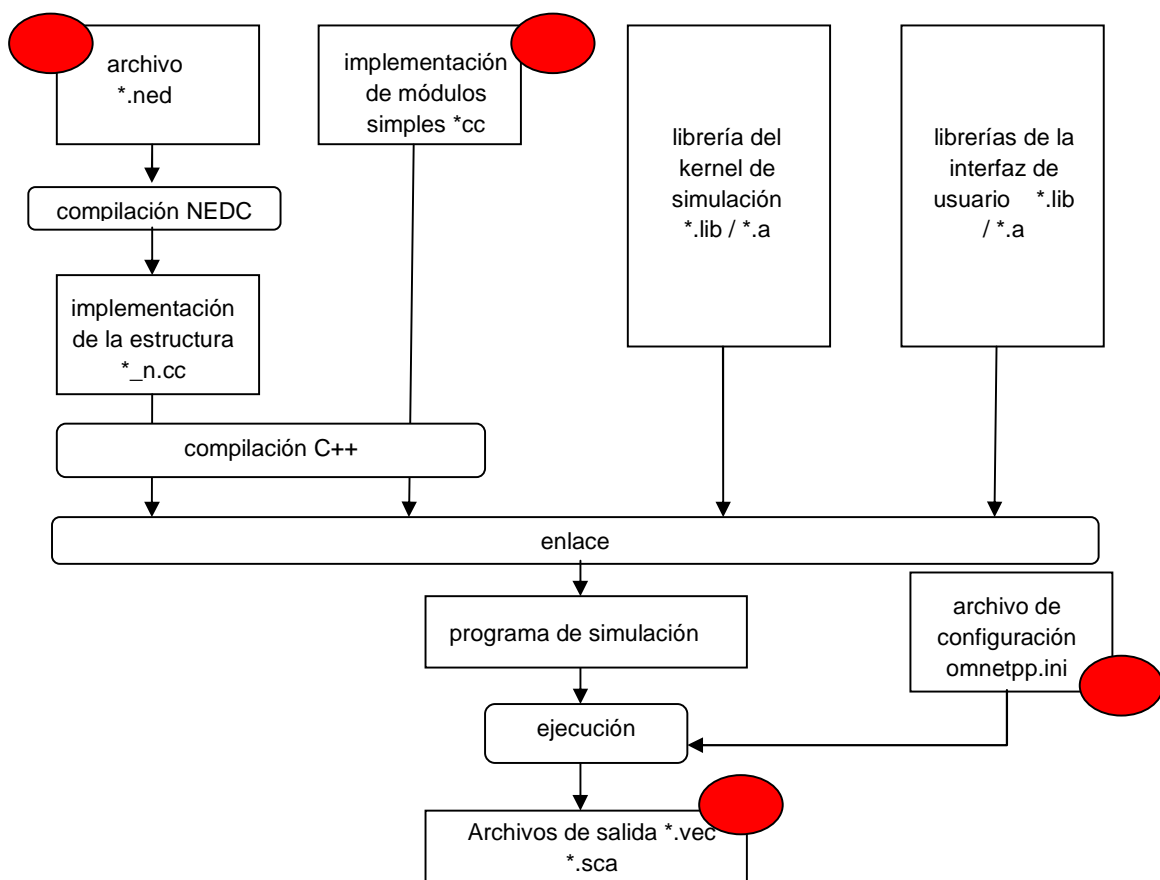 archivo
*.ned
implementación
de módulos
simples *cc
librería del
kernel de
simulación
*.lib / *.a
librerías de la
interfaz de
usuario *.lib
/ *.a
compilación NEDC
implementación
de la estructura
*_n.cc
compilación C++
enlace
programa de simulación
archivo de
configuración
omnetpp.ini
ejecución
Archivos de salida *.vec
*.sca